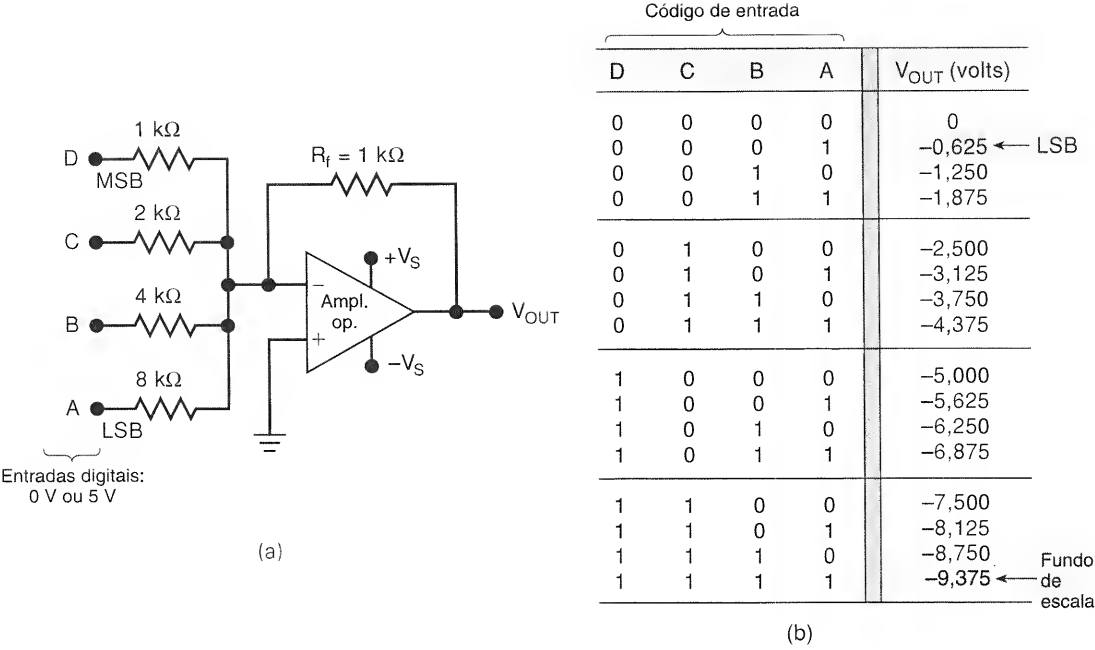 1 kΩ
D
MSB
Rf = 1 kΩ
2 kΩ
C
+VS
4 kΩ
−
Ampl.
op.
VOUT
B
+
−VS
8 kΩ
A
LSB
Entradas digitais:
0 V ou 5 V
(a)
Código de entrada
D C B A VOUT (volts)
0 0 0 0 0
0 0 0 1 −0,625 LSB
0 0 1 0 −1,250
0 0 1 1 −1,875
0 1 0 0 −2,500
0 1 0 1 −3,125
0 1 1 0 −3,750
0 1 1 1 −4,375
1 0 0 0 −5,000
1 0 0 1 −5,625
1 0 1 0 −6,250
1 0 1 1 −6,875
1 1 0 0 −7,500
1 1 0 1 −8,125
1 1 1 0 −8,750
1 1 1 1 −9,375
Fundo
de
escala
(b)